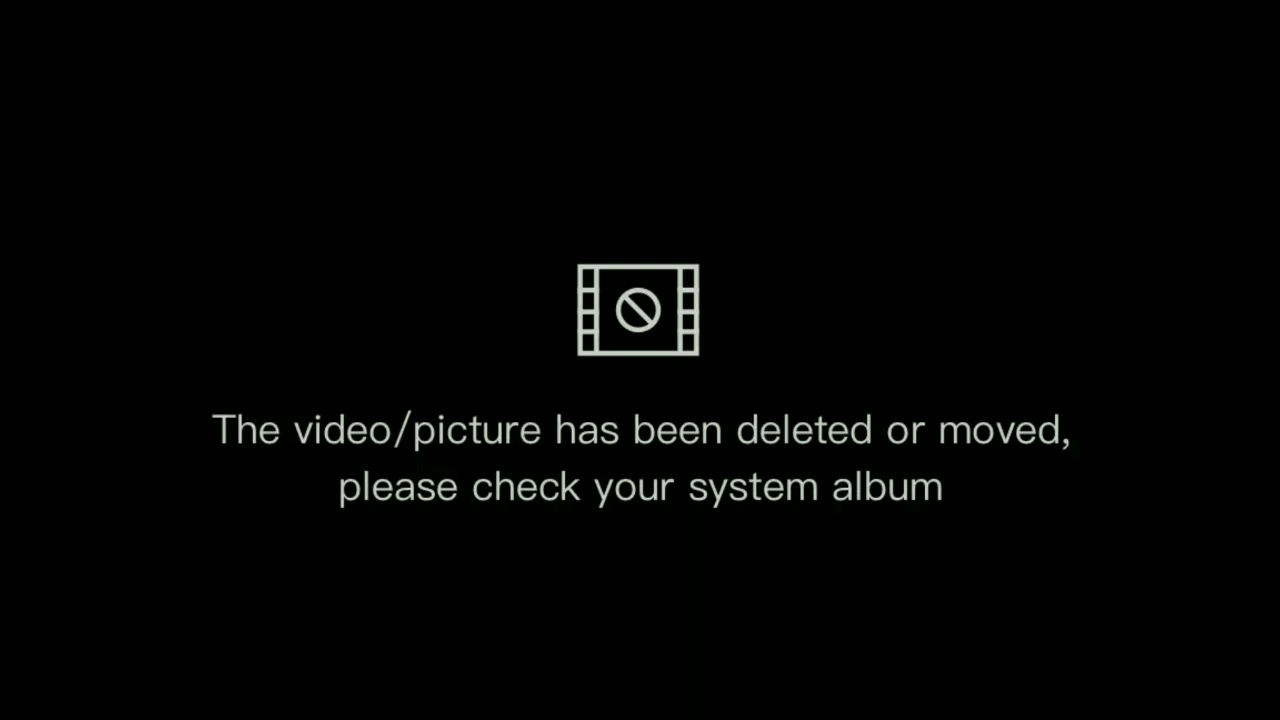 The video/picture has been deleted or moved,
please check your system album